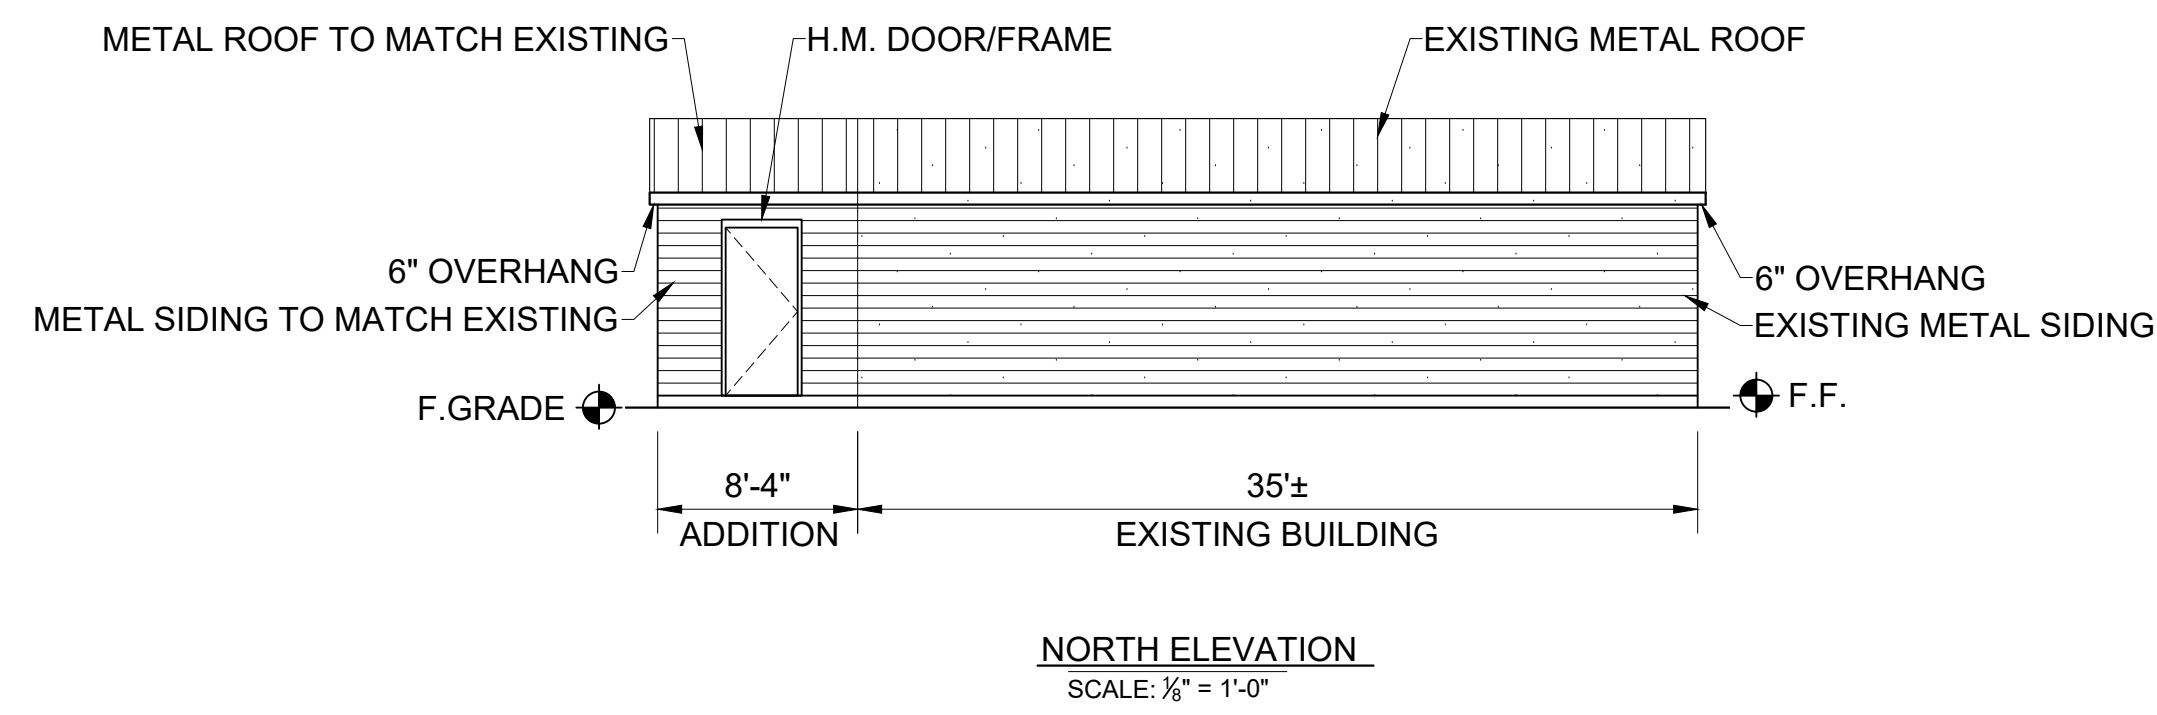 METAL ROOF TO MATCH EXISTING
H.M. DOOR/FRAME
EXISTING METAL ROOF
6" OVERHANG
METAL SIDING TO MATCH EXISTING
6" OVERHANG
EXISTING METAL SIDING
F.GRADE
F.F.
8'-4"
ADDITION
35'±
EXISTING BUILDING
NORTH ELEVATION
SCALE: ⅛" = 1'-0"